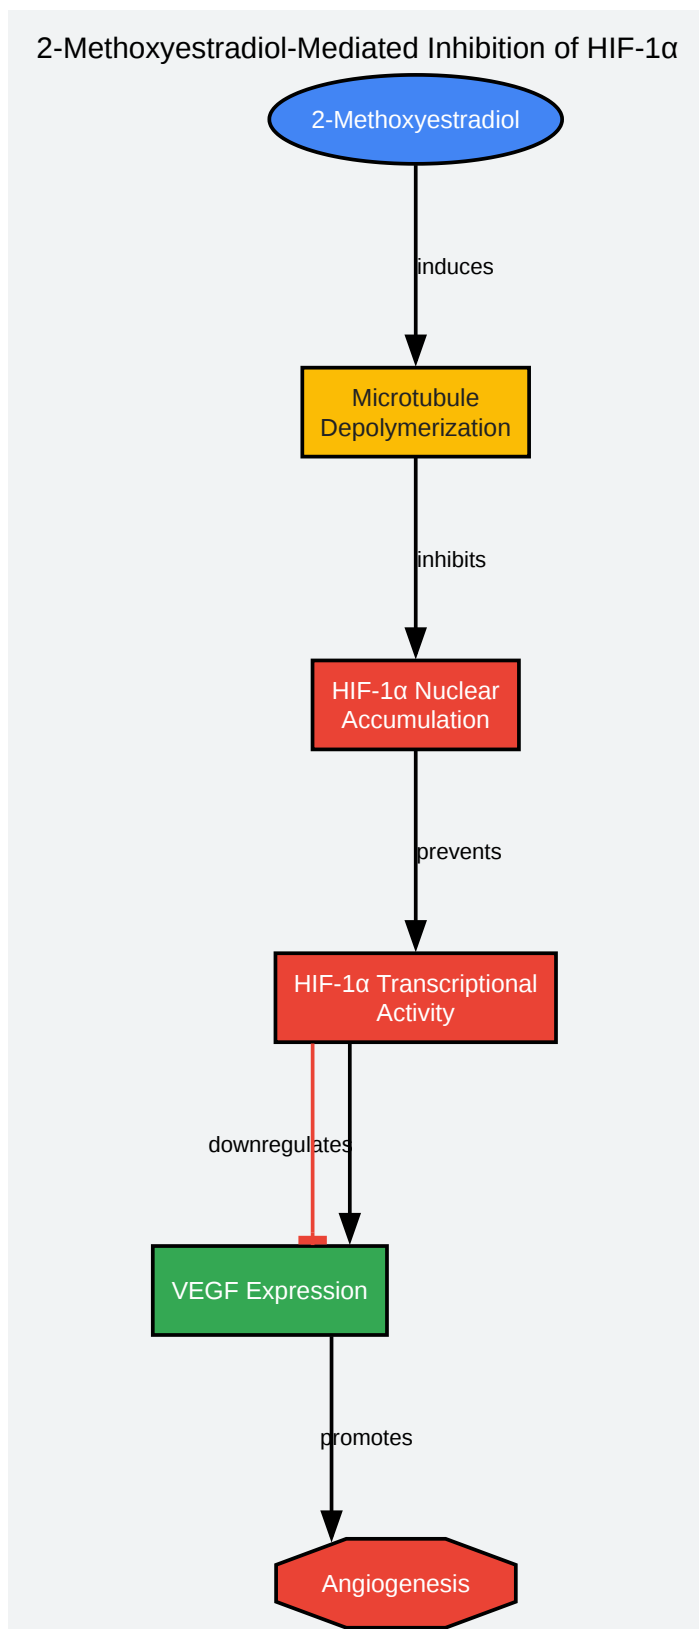 2-Methoxyestradiol-Mediated Inhibition of HIF-1α
2-Methoxyestradiol
induces
Microtubule
Depolymerization
inhibits
HIF-1α Nuclear
Accumulation
prevents
HIF-1α Transcriptional
Activity
downregulates
VEGF Expression
promotes
Angiogenesis